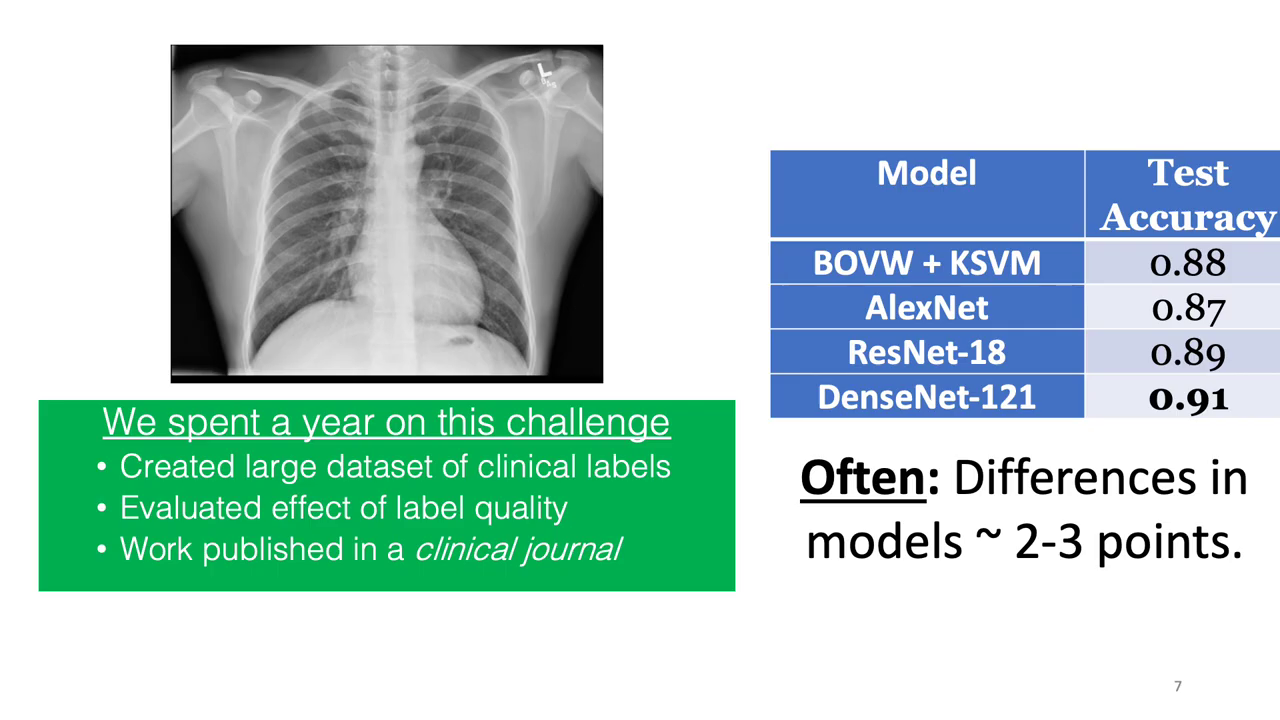 L
We spent a year on this challenge
• Created large dataset of clinical labels
• Evaluated effect of label quality
• Work published in a clinical journal
Model Test Accuracy
BOVW + KSVM 0.88
AlexNet 0.87
ResNet-18 0.89
DenseNet-121 0.91
Often: Differences in
models ~ 2-3 points.
7